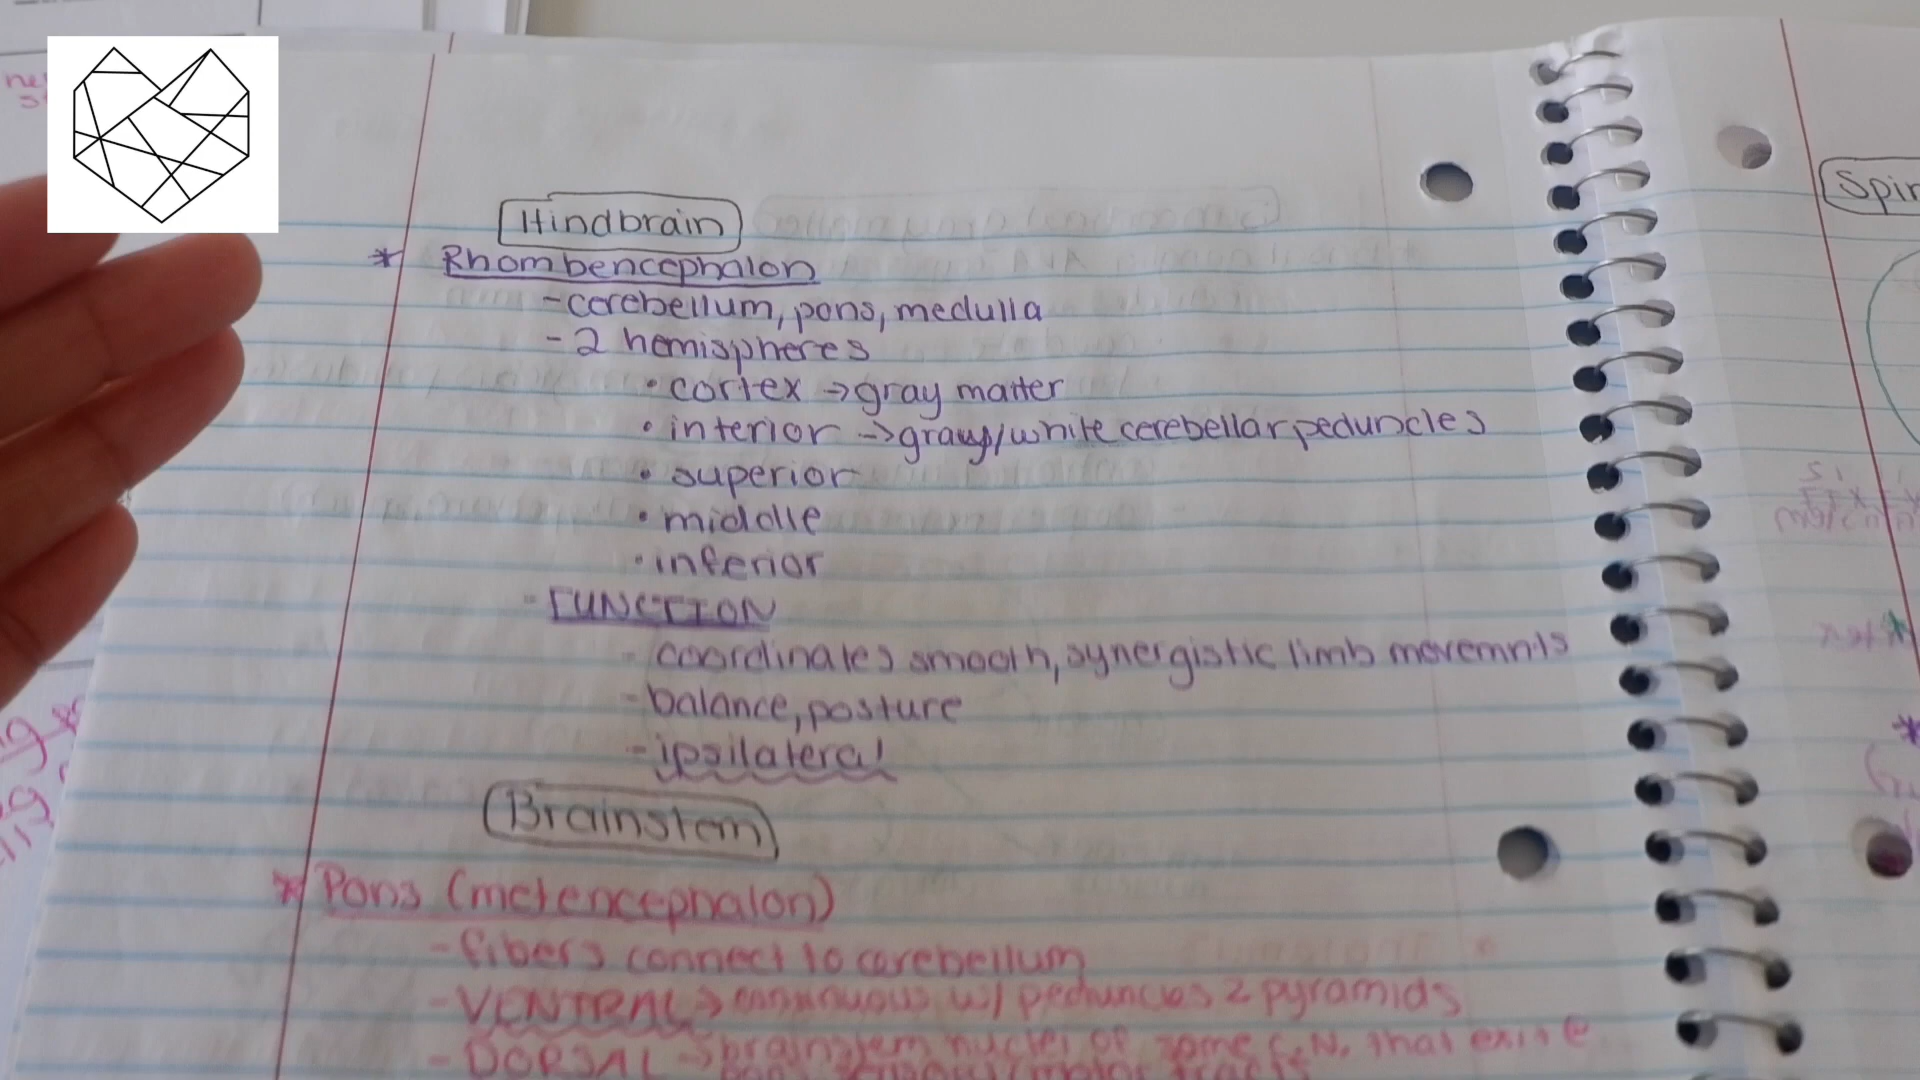 Hindbrain
* Rhombencephalon
- cerebellum, pons, medulla
- 2 hemispheres
• cortex → gray matter
• interior → gray/white cerebellar peduncles
• superior
• middle
• inferior
- FUNCTION
- coordinates smooth, synergistic limb movemnts
- balance, posture
- ipsilateral
Brainstem
* Pons (metencephalon)
- fibers connect to cerebellum
- VENTRAL → continuous w/ peduncles 2 pyramids
- DORSAL → brainstem nuclei of some C.N. that exit @
Spin